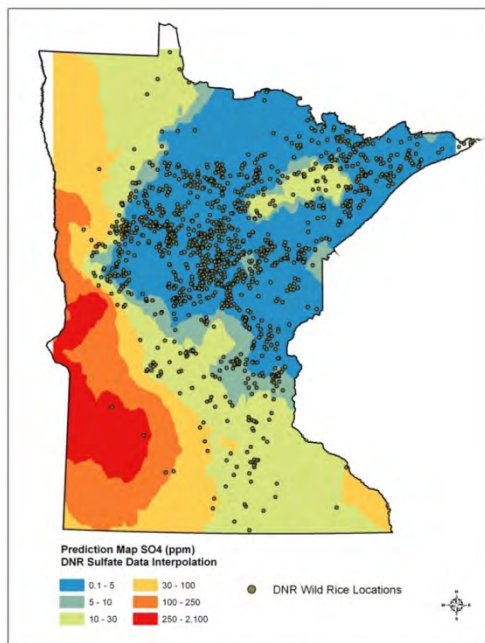 Prediction Map SO4 (ppm)
DNR Sulfate Data Interpolation
0.1 - 5
5 - 10
10 - 30
30 - 100
100 - 250
250 - 2,100
DNR Wild Rice Locations